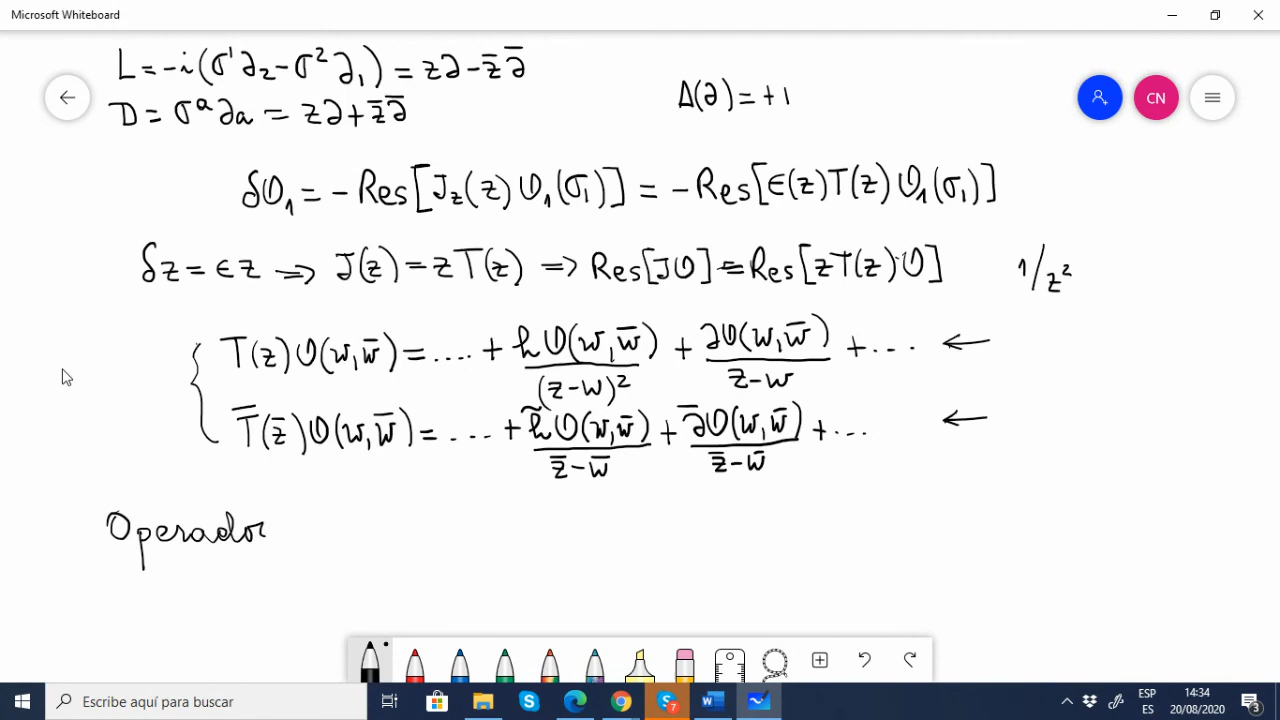 Microsoft Whiteboard
L = -i(σ¹∂₂ - σ²∂₁) = z∂ - z̄∂̄
D = σᵃ∂ₐ = z∂ + z̄∂̄
Δ(∂) = +1
CN
δO₁ = -Res[J_z(z) O₁(σ₁)] = -Res[ε(z)T(z) O₁(σ₁)]
δz = εz ⟹ J(z) = zT(z) ⟹ Res[JO] = Res[zT(z)O]
1/z²
T(z)O(w,w̄) = .... + hO(w,w̄)/(z-w)² + ∂O(w,w̄)/z-w + ... ←
T̄(z̄)O(w,w̄) = .... + h̃O(w,w̄)/z̄-w̄ + ∂̄O(w,w̄)/z̄-w̄ + ... ←
Operador
Escribe aquí para buscar
7
W
ESP
ES
14:34
20/08/2020
3